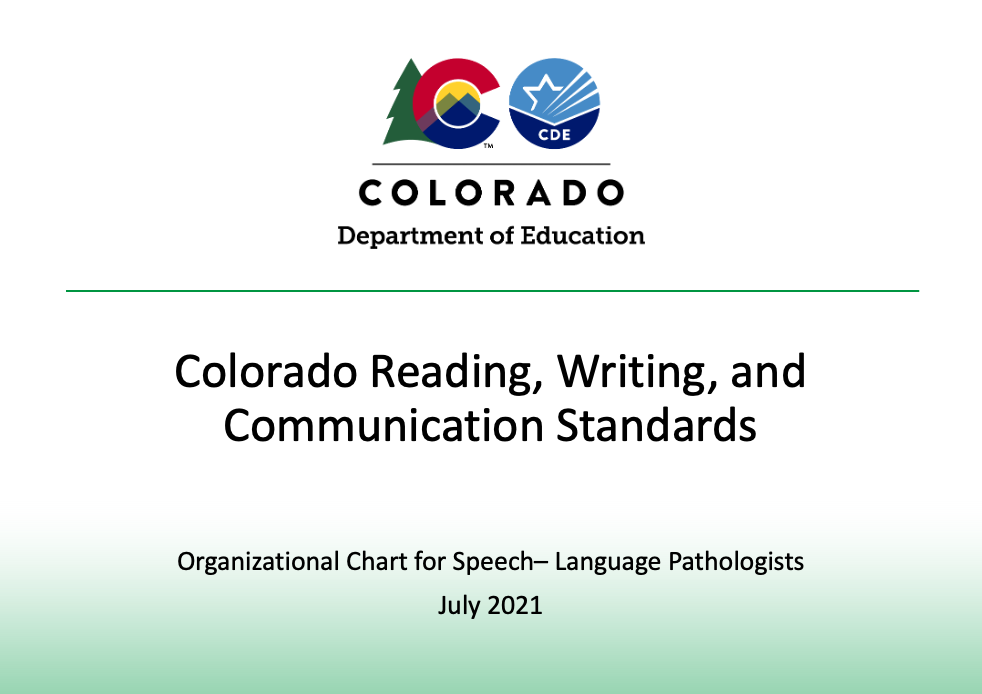 CDE
™
COLORADO
Department of Education
Colorado Reading, Writing, and
Communication Standards
Organizational Chart for Speech– Language Pathologists
July 2021